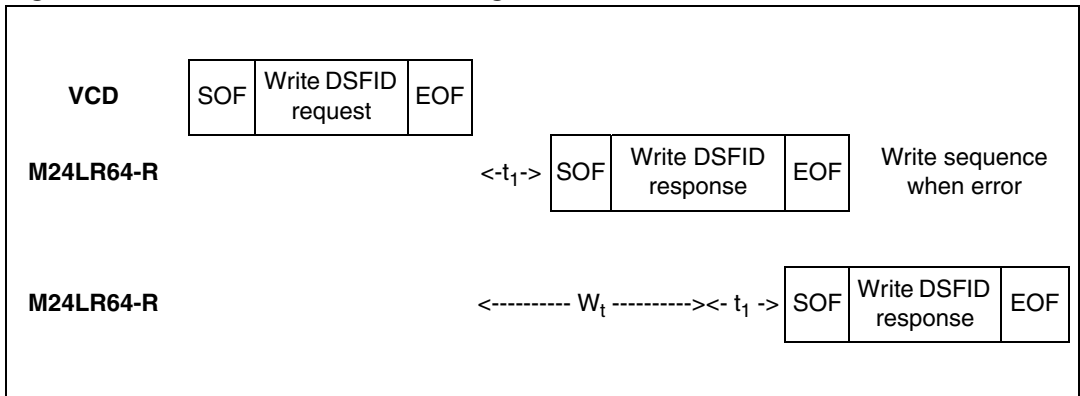 VCD SOF Write DSFID request EOF
M24LR64-R <-t1-> SOF Write DSFID response EOF Write sequence when error
M24LR64-R <---------- Wt ----------><- t1 -> SOF Write DSFID response EOF